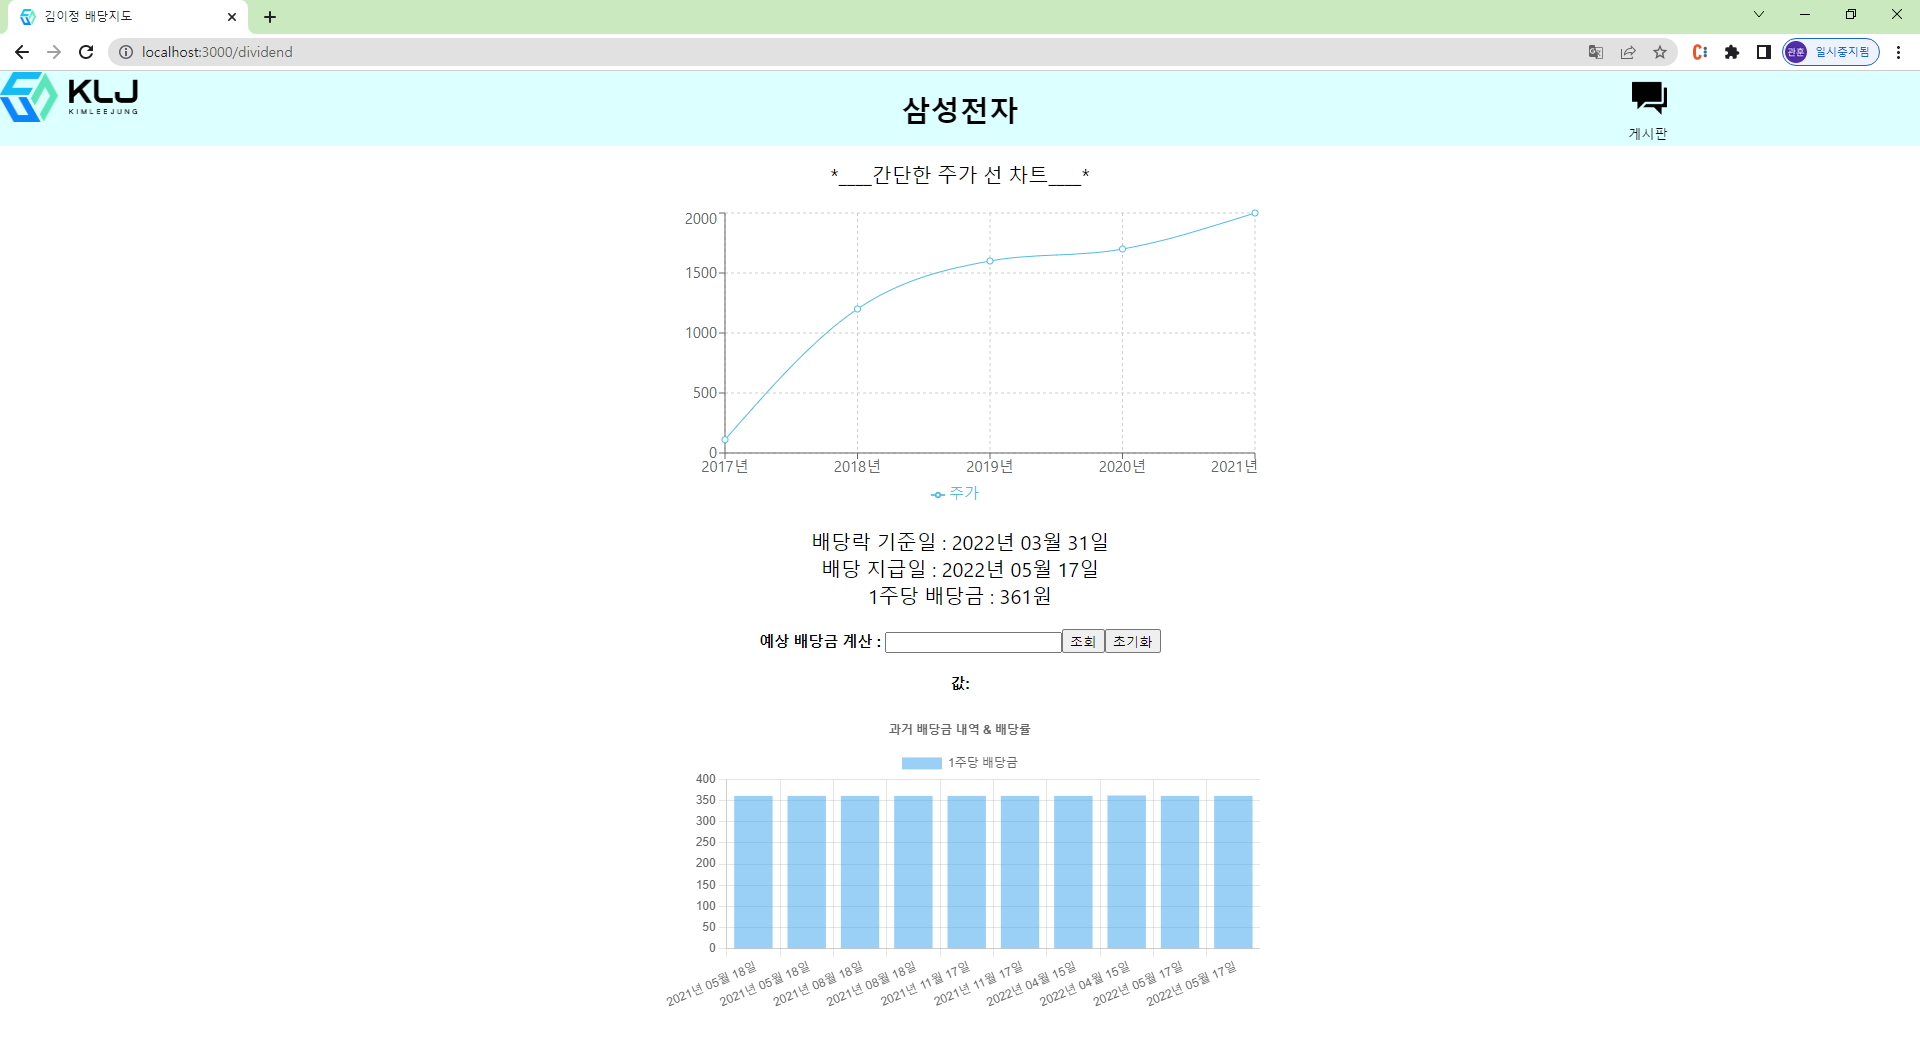 김이정 배당지도
localhost:3000/dividend
관훈 일시중지됨
KLJ
KIMLEEJUNG
삼성전자
게시판
*____간단한 주가 선 차트____*
2000
1500
1000
500
0
2017년 2018년 2019년 2020년 2021년
주가
배당락 기준일 : 2022년 03월 31일
배당 지급일 : 2022년 05월 17일
1주당 배당금 : 361원
예상 배당금 계산 : 조회 초기화
값:
과거 배당금 내역 & 배당률
1주당 배당금
400
350
300
250
200
150
100
50
0
2021년 05월 18일 2021년 05월 18일 2021년 08월 18일 2021년 08월 18일 2021년 11월 17일 2021년 11월 17일 2022년 04월 15일 2022년 04월 15일 2022년 05월 17일 2022년 05월 17일